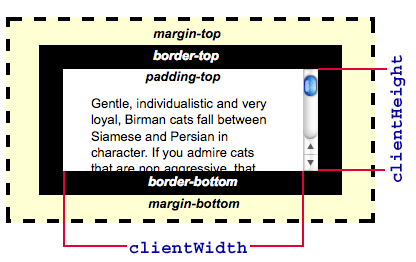 margin-top
border-top
padding-top
Gentle, individualistic and very
loyal, Birman cats fall between
Siamese and Persian in
character. If you admire cats
that are non aggressive, that
border-bottom
margin-bottom
clientWidth
clientHeight